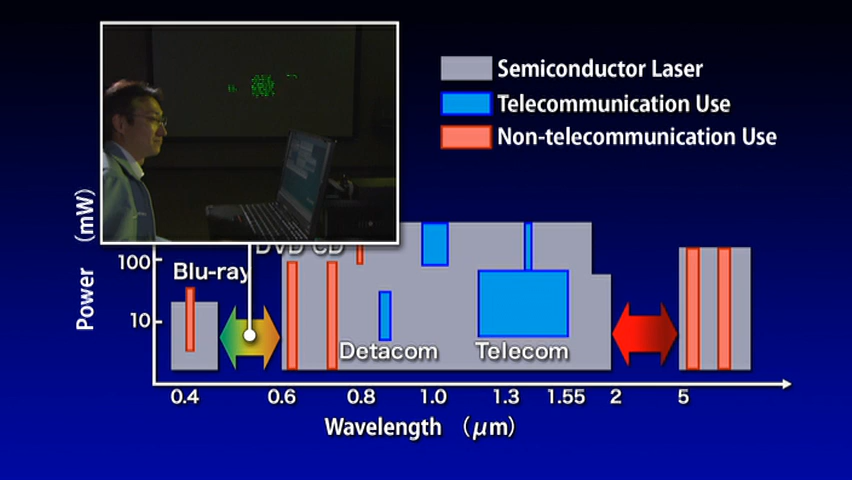 Semiconductor Laser
Telecommunication Use
Non-telecommunication Use
Power (mW)
100
10
Blu-ray
DVD CD
Detacom
Telecom
0.4 0.6 0.8 1.0 1.3 1.55 2 5
Wavelength (μm)